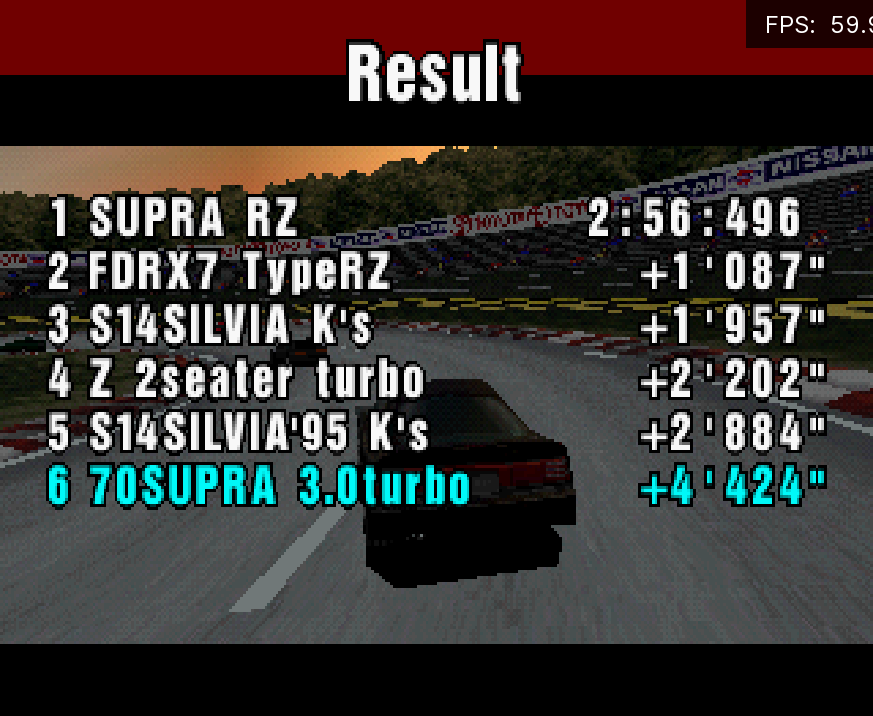 FPS: 59.9
Result
1 SUPRA RZ 2:56:496
2 FDRX7 TypeRZ +1'087"
3 S14SILVIA K's +1'957"
4 Z 2seater turbo +2'202"
5 S14SILVIA'95 K's +2'884"
6 70SUPRA 3.0turbo +4'424"
NISSAN